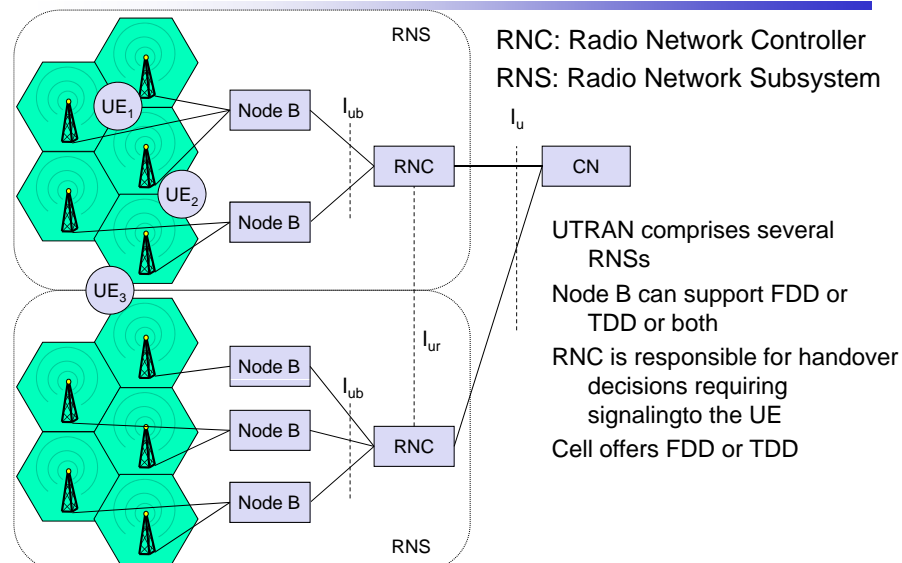 RNS
RNC: Radio Network Controller
RNS: Radio Network Subsystem
UE1
Node B
Iub
Iu
RNC
CN
UE2
Node B
UTRAN comprises several
RNSs
Node B can support FDD or
TDD or both
RNC is responsible for handover
decisions requiring
signalingto the UE
Cell offers FDD or TDD
UE3
Iur
Node B
Iub
Node B
RNC
Node B
RNS